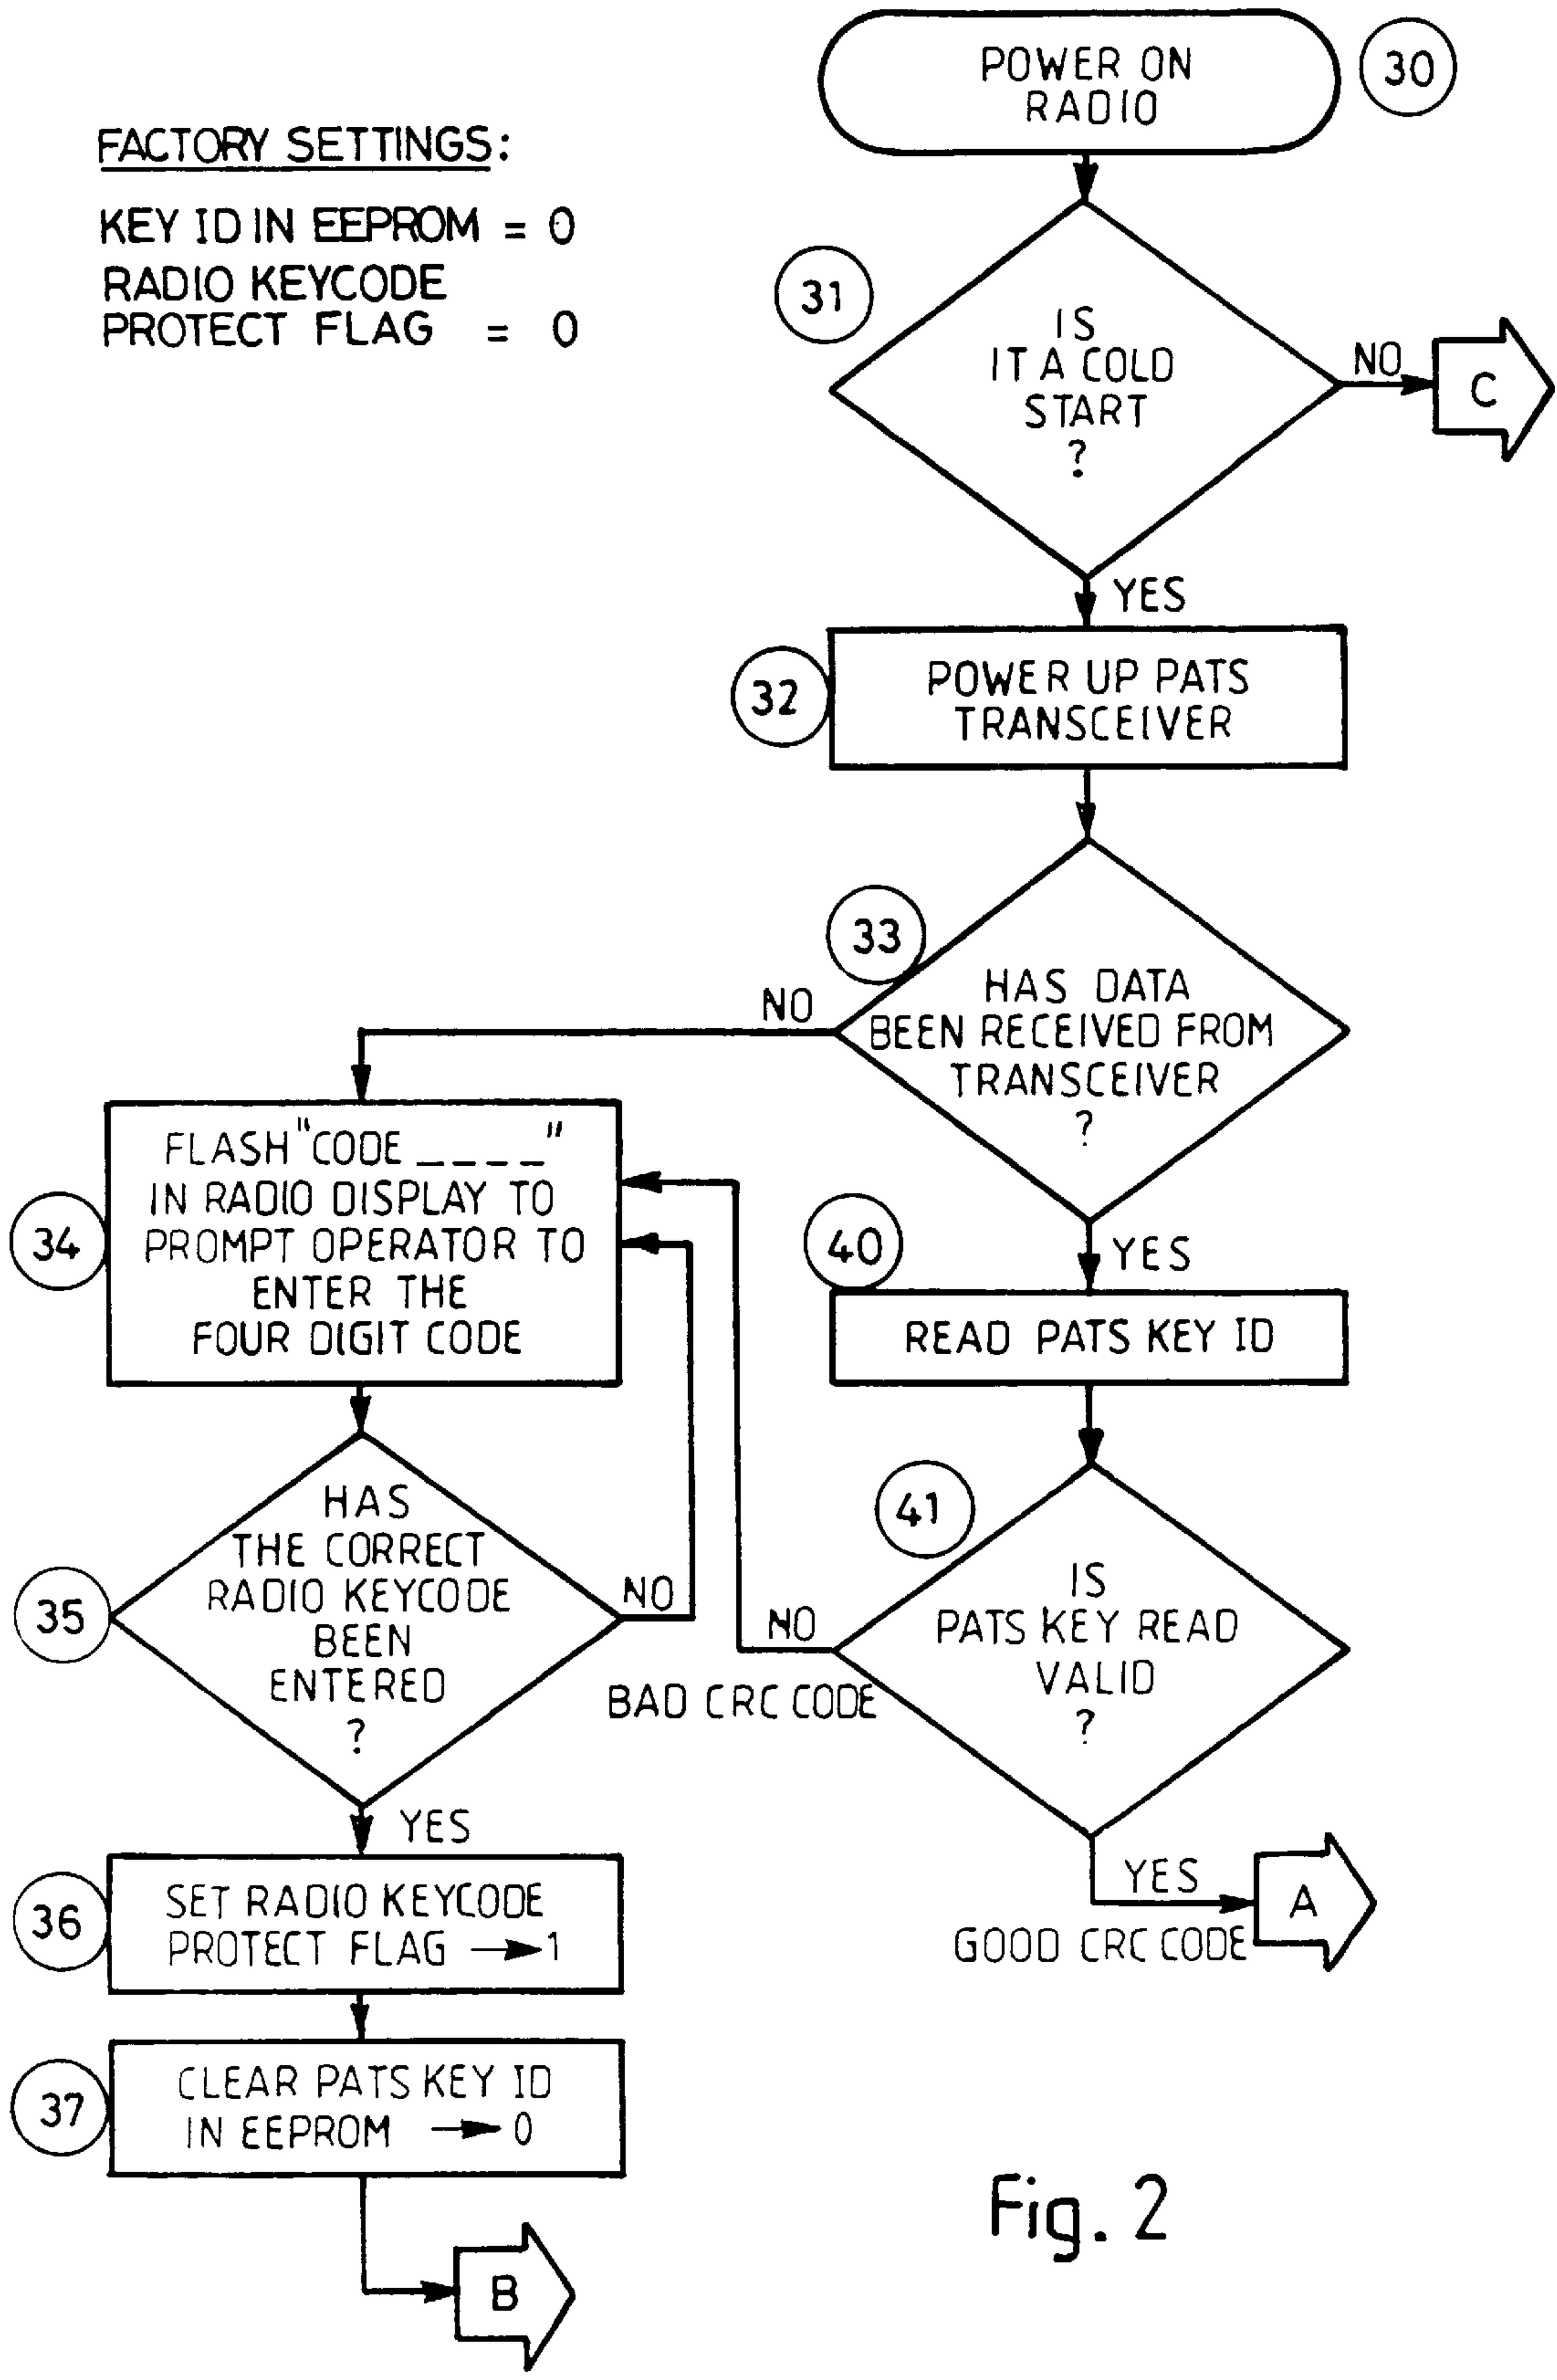 POWER ON
RADIO
30
FACTORY SETTINGS:
KEY ID IN EEPROM = 0
RADIO KEYCODE
PROTECT FLAG = 0
31
IS
IT A COLD
START
?
NO
C
YES
32
POWER UP PATS
TRANSCEIVER
33
HAS DATA
BEEN RECEIVED FROM
TRANSCEIVER
?
NO
YES
34
FLASH "CODE _ _ _ _"
IN RADIO DISPLAY TO
PROMPT OPERATOR TO
ENTER THE
FOUR DIGIT CODE
40
READ PATS KEY ID
35
HAS
THE CORRECT
RADIO KEYCODE
BEEN
ENTERED
?
NO
YES
41
IS
PATS KEY READ
VALID
?
NO
BAD CRC CODE
YES
GOOD CRC CODE
A
36
SET RADIO KEYCODE
PROTECT FLAG → 1
37
CLEAR PATS KEY ID
IN EEPROM → 0
B
Fig. 2